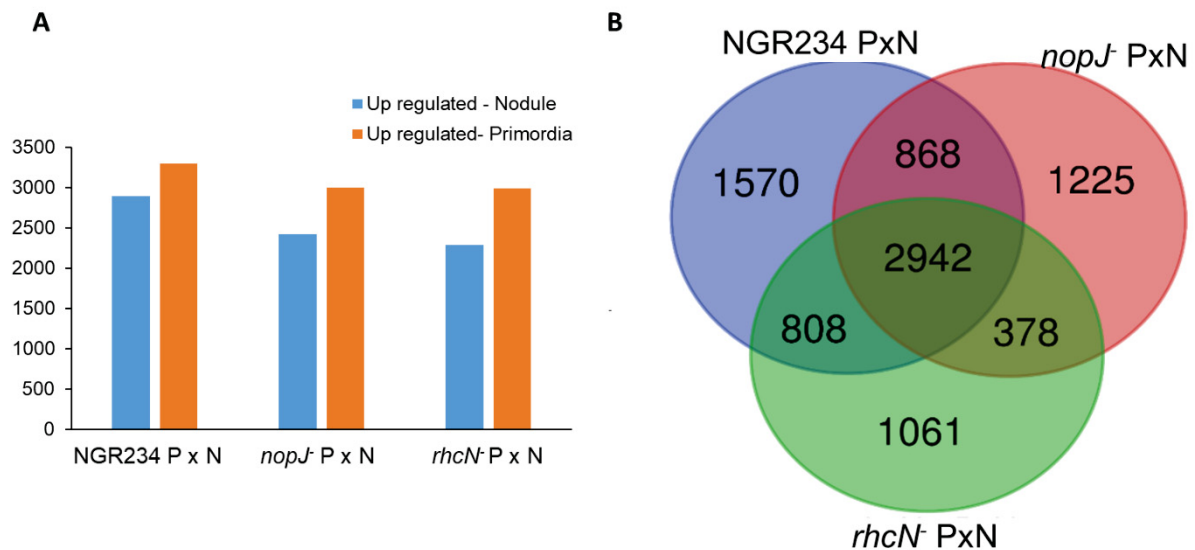 A
Up regulated - Nodule
Up regulated- Primordia
3500
3000
2500
2000
1500
1000
500
0
NGR234 P x N
nopJ- P x N
rhcN- P x N
B
NGR234 PxN
nopJ- PxN
1570
868
1225
2942
808
378
1061
rhcN- PxN